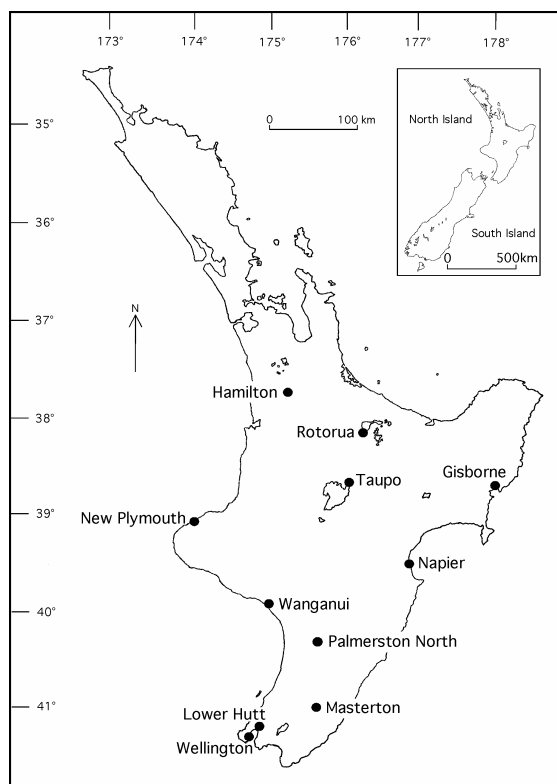 173° 174° 175° 176° 177° 178°
35°
0 100 km
North Island
South Island
0 500km
36°
37°
N
Hamilton
38°
Rotorua
Taupo
Gisborne
39°
New Plymouth
Napier
Wanganui
40°
Palmerston North
41°
Masterton
Lower Hutt
Wellington